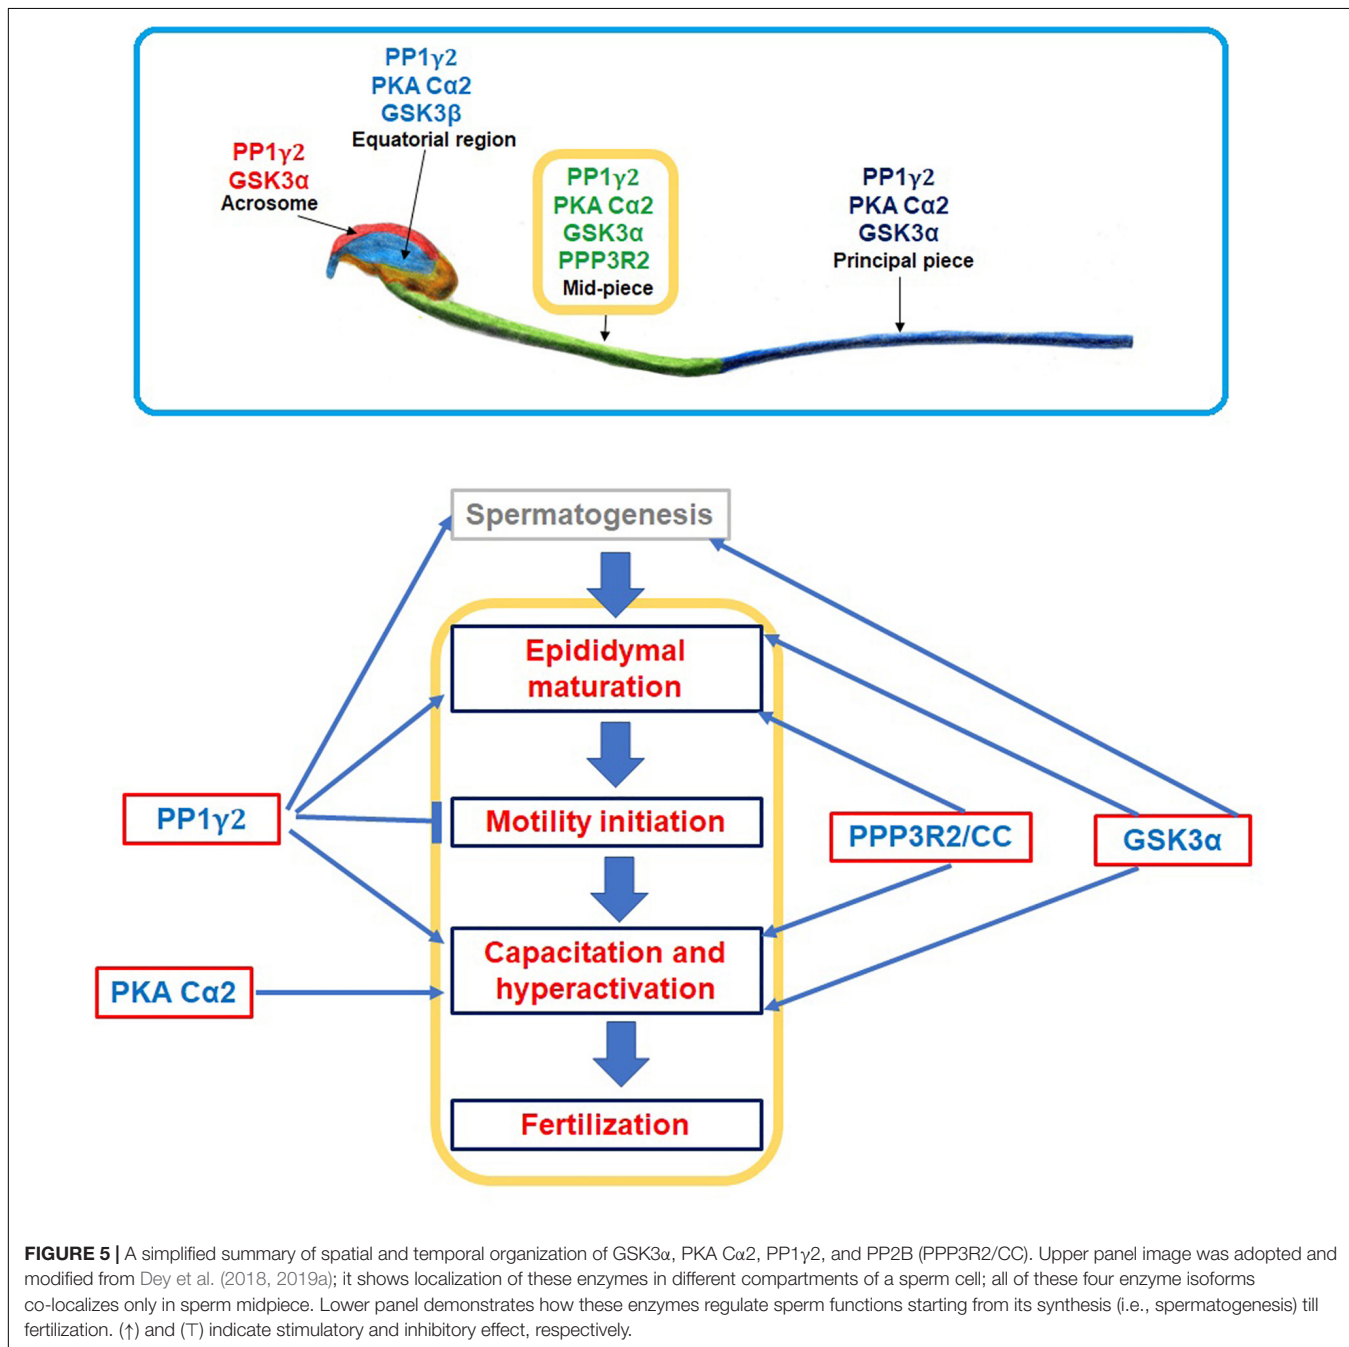 PP1γ2
PKA Cα2
GSK3β
Equatorial region
PP1γ2
GSK3α
Acrosome
PP1γ2
PKA Cα2
GSK3α
PPP3R2
Mid-piece
PP1γ2
PKA Cα2
GSK3α
Principal piece
Spermatogenesis
Epididymal
maturation
PP1γ2
Motility initiation
PPP3R2/CC
GSK3α
Capacitation and
hyperactivation
PKA Cα2
Fertilization
FIGURE 5 | A simplified summary of spatial and temporal organization of GSK3α, PKA Cα2, PP1γ2, and PP2B (PPP3R2/CC). Upper panel image was adopted and
modified from Dey et al. (2018, 2019a); it shows localization of these enzymes in different compartments of a sperm cell; all of these four enzyme isoforms
co-localizes only in sperm midpiece. Lower panel demonstrates how these enzymes regulate sperm functions starting from its synthesis (i.e., spermatogenesis) till
fertilization. (↑) and (⊤) indicate stimulatory and inhibitory effect, respectively.